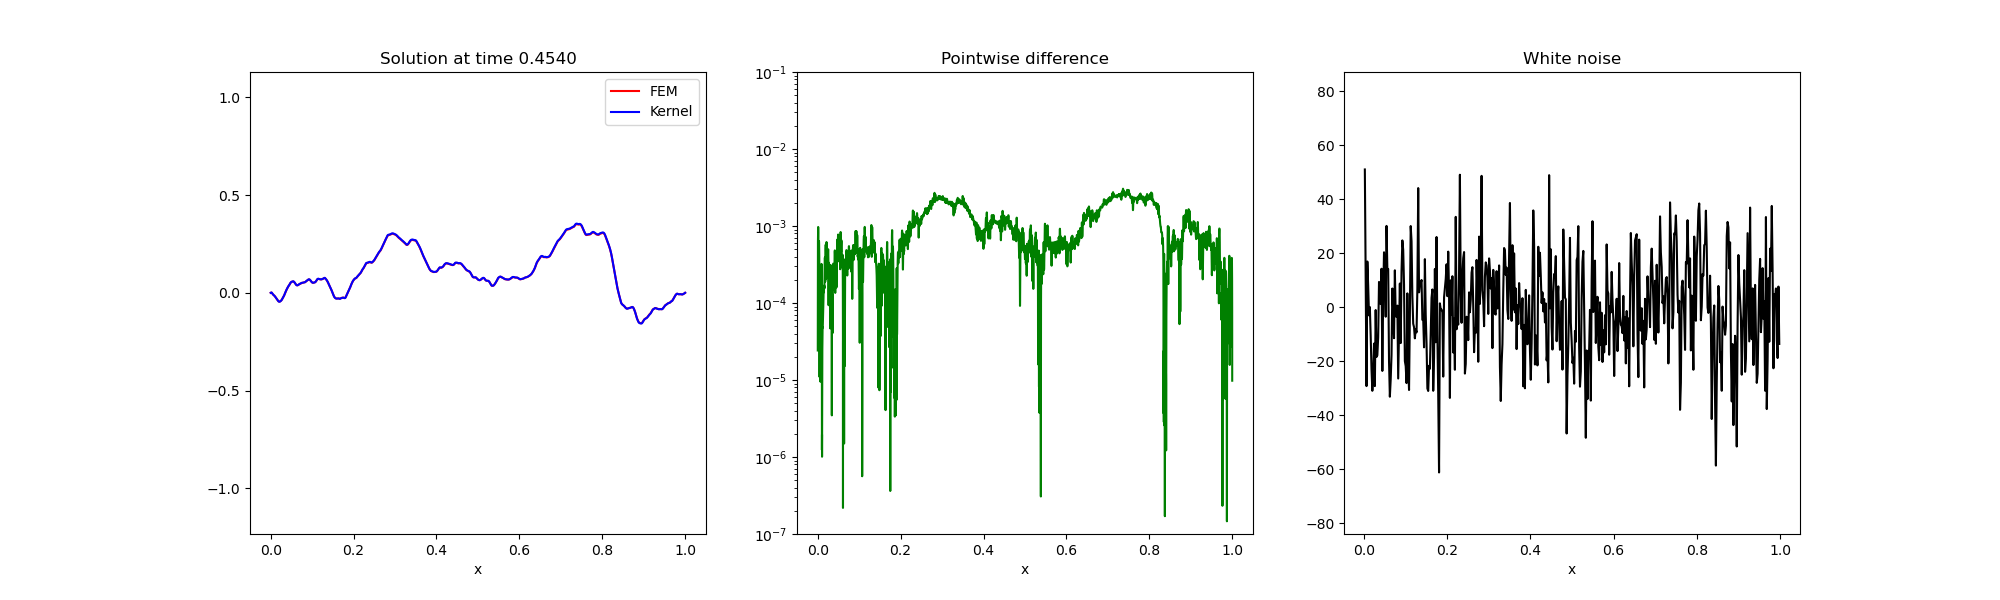 Solution at time 0.4540
1.0
0.5
0.0
−0.5
−1.0
0.0 0.2 0.4 0.6 0.8 1.0
x
FEM
Kernel
Pointwise difference
10⁻¹
10⁻²
10⁻³
10⁻⁴
10⁻⁵
10⁻⁶
10⁻⁷
0.0 0.2 0.4 0.6 0.8 1.0
x
White noise
80
60
40
20
0
−20
−40
−60
−80
0.0 0.2 0.4 0.6 0.8 1.0
x